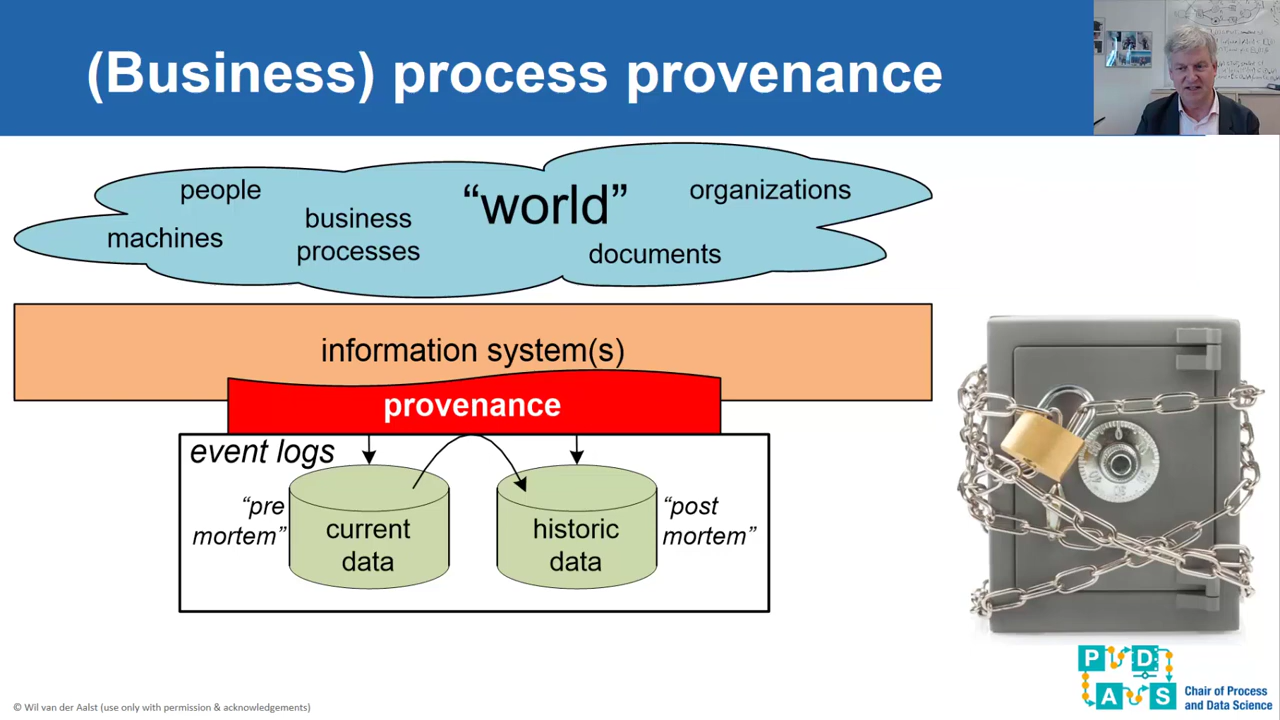 (Business) process provenance
people
"world"
organizations
machines
business
processes
documents
information system(s)
provenance
event logs
"pre
mortem"
current
data
historic
data
"post
mortem"
P D
A S
Chair of Process
and Data Science
© Wil van der Aalst (use only with permission & acknowledgements)